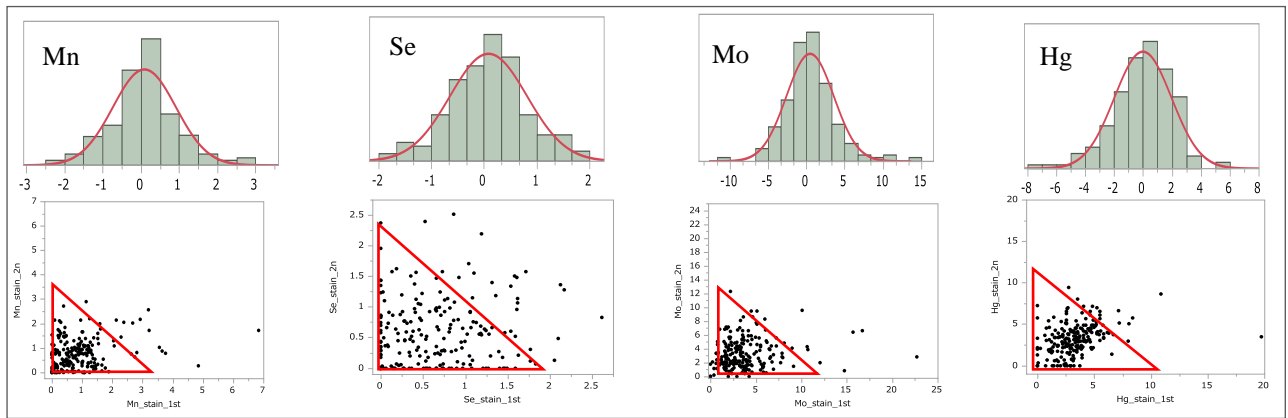 Mn
Se
Mo
Hg
-3 -2 -1 0 1 2 3
-2 -1 0 1 2
-10 -5 0 5 10 15
-8 -6 -4 -2 0 2 4 6 8
7
6
5
4
3
2
1
0
Mn_stain_2n
0 1 2 3 4 5 6 7
Mn_stain_1st
2.5
2
1.5
1
0.5
0
Se_stain_2n
0 0.5 1 1.5 2 2.5
Se_stain_1st
24
22
20
18
16
14
12
10
8
6
4
2
0
Mo_stain_2n
0 5 10 15 20 25
Mo_stain_1st
20
15
10
5
0
Hg_stain_2n
0 5 10 15 20
Hg_stain_1st